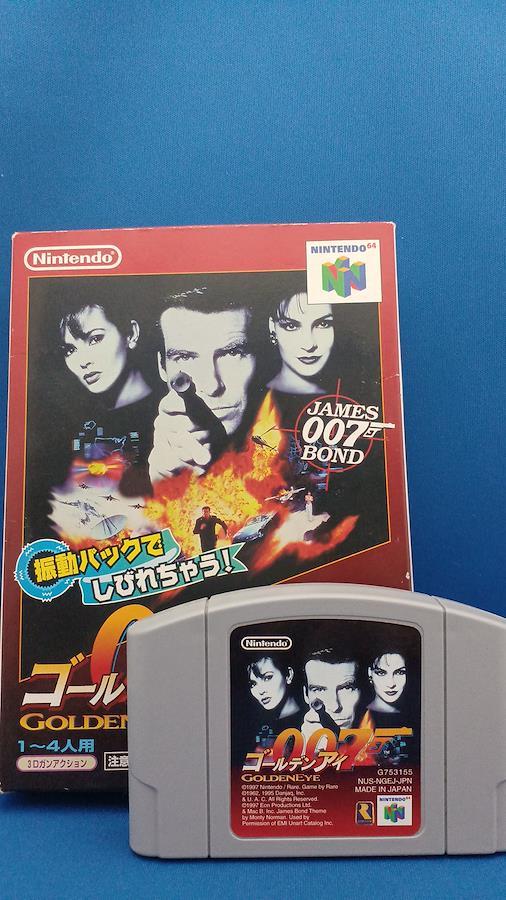 Nintendo®
NINTENDO 64
JAMES
007
BOND
振動パックで
しびれちゃう!
ゴール
GOLDEN
1〜4人用
3Dガンアクション
注意
Nintendo®
007
ゴールデンアイ
GOLDENEYE
G753155
NUS-NGEJ-JPN
MADE IN JAPAN
©1997 Nintendo / Rare. Game by Rare
©1962, 1995 Danjaq, Inc.
& U. A. C. All Rights Reserved.
©1997 Eon Productions Ltd.
& Mac B. Inc. James Bond Theme
by Monty Norman. Used by
Permission of EMI Unart Catalog Inc.
NINTENDO 64